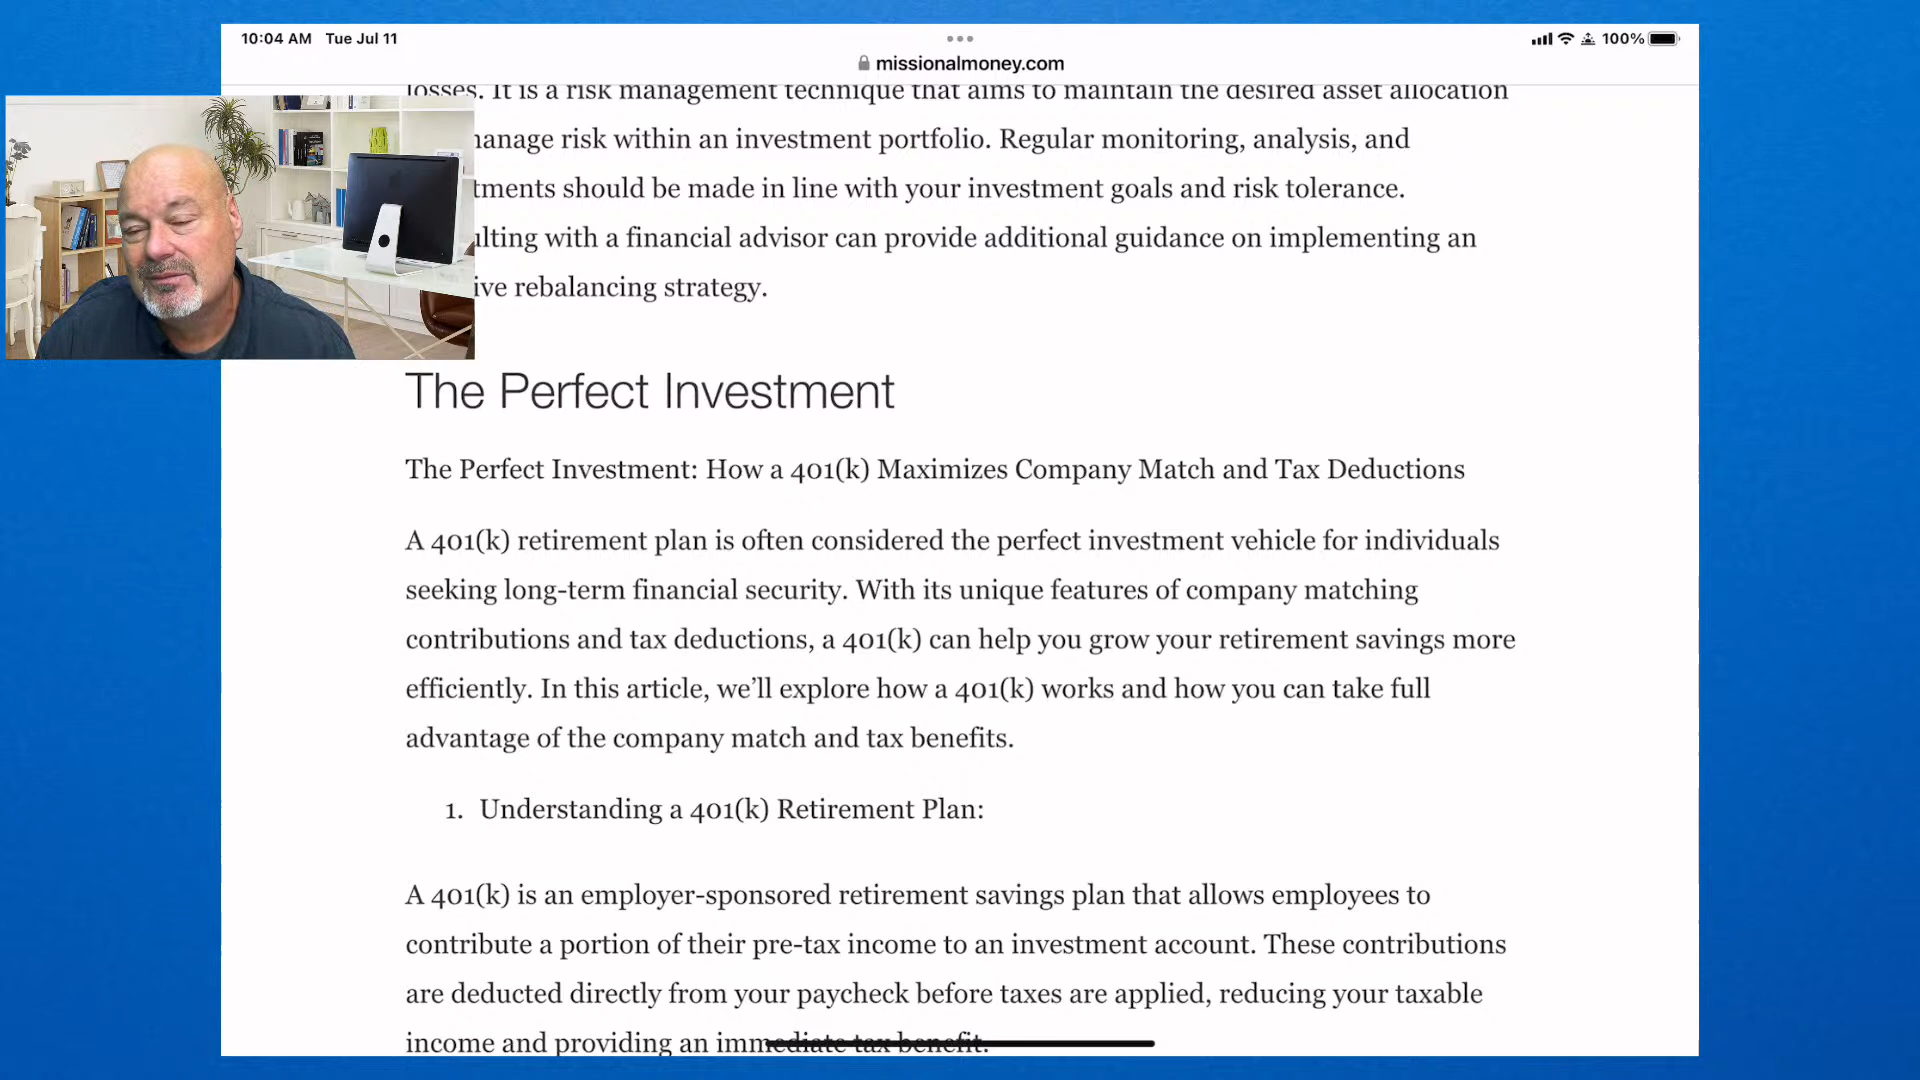 10:04 AM Tue Jul 11
100%
missionalmoney.com
losses. It is a risk management technique that aims to maintain the desired asset allocation
manage risk within an investment portfolio. Regular monitoring, analysis, and
tments should be made in line with your investment goals and risk tolerance.
ulting with a financial advisor can provide additional guidance on implementing an
ive rebalancing strategy.
The Perfect Investment
The Perfect Investment: How a 401(k) Maximizes Company Match and Tax Deductions
A 401(k) retirement plan is often considered the perfect investment vehicle for individuals
seeking long-term financial security. With its unique features of company matching
contributions and tax deductions, a 401(k) can help you grow your retirement savings more
efficiently. In this article, we’ll explore how a 401(k) works and how you can take full
advantage of the company match and tax benefits.
1. Understanding a 401(k) Retirement Plan:
A 401(k) is an employer-sponsored retirement savings plan that allows employees to
contribute a portion of their pre-tax income to an investment account. These contributions
are deducted directly from your paycheck before taxes are applied, reducing your taxable
income and providing an immediate tax benefit.